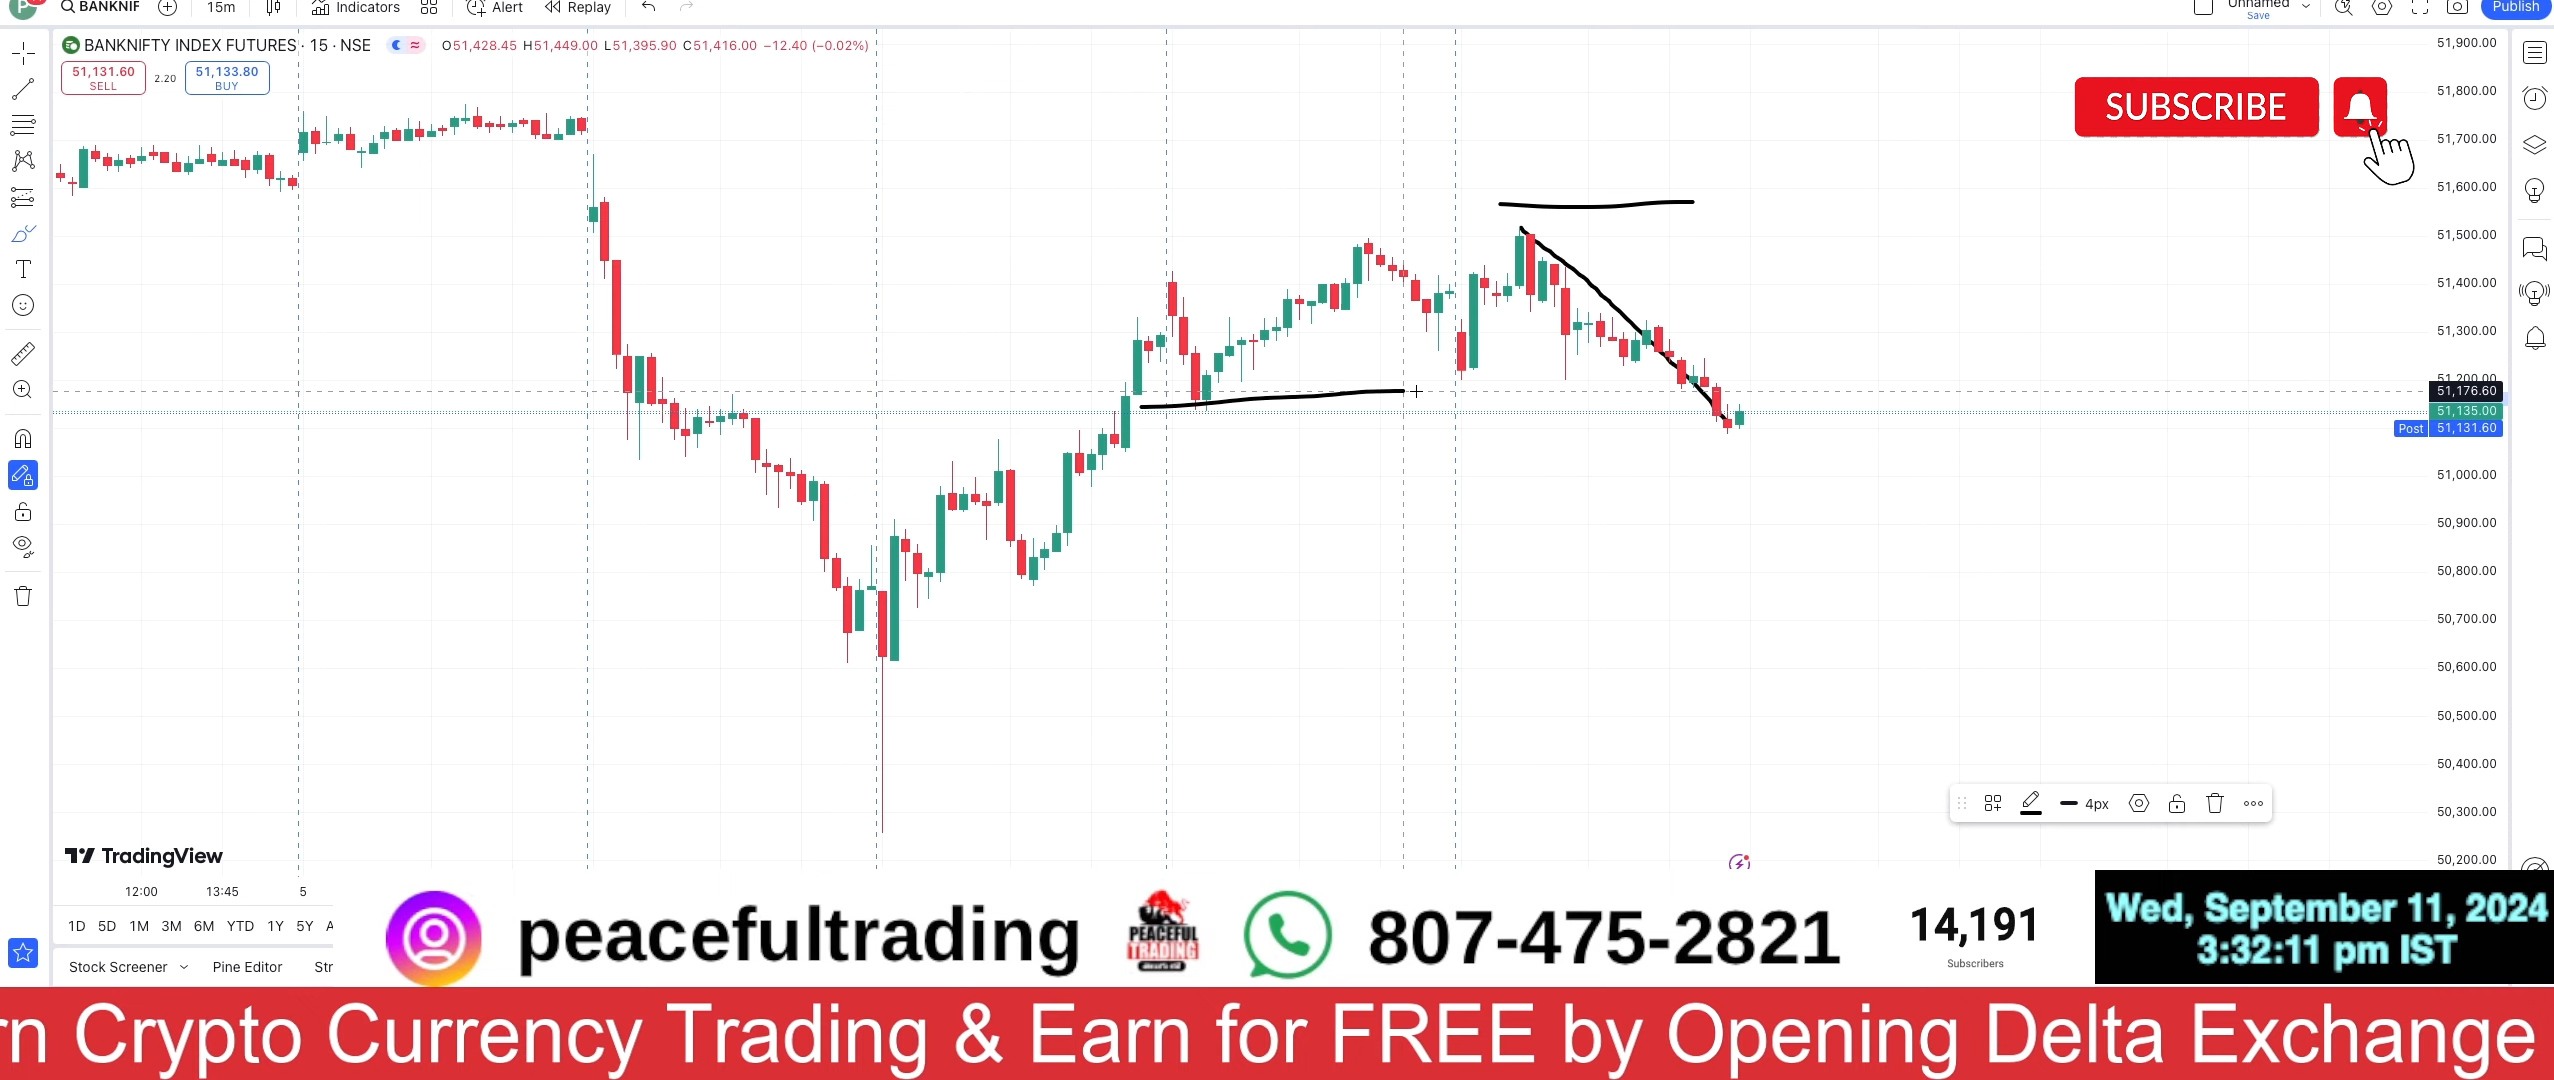 BANKNIF
15m
Indicators
Alert
Replay
Unnamed
Save
Publish
BANKNIFTY INDEX FUTURES · 15 · NSE
O51,428.45 H51,449.00 L51,395.90 C51,416.00 −12.40 (−0.02%)
51,131.60
SELL
2.20
51,133.80
BUY
SUBSCRIBE
51,900.00
51,800.00
51,700.00
51,600.00
51,500.00
51,400.00
51,300.00
51,200.00
51,176.60
51,135.00
Post 51,131.60
51,000.00
50,900.00
50,800.00
50,700.00
50,600.00
50,500.00
50,400.00
50,300.00
50,200.00
4px
TradingView
12:00 13:45 5
1D 5D 1M 3M 6M YTD 1Y 5Y A
Stock Screener Pine Editor Str
peacefultrading
PEACEFUL
TRADING
807-475-2821
14,191
Subscribers
Wed, September 11, 2024
3:32:11 pm IST
rn Crypto Currency Trading & Earn for FREE by Opening Delta Exchange